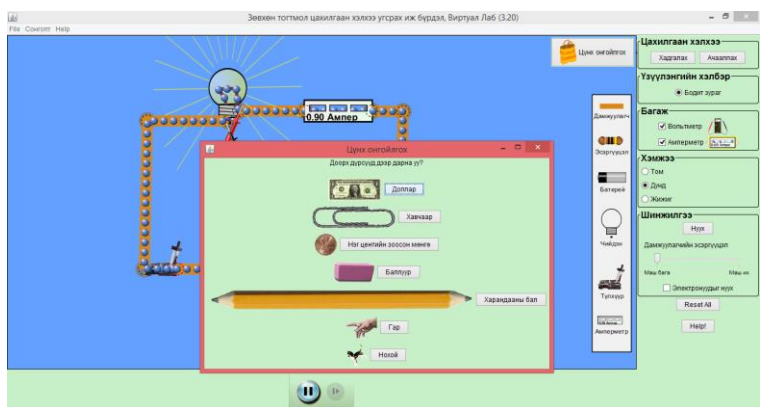 Зөвхөн тогтмол цахилгаан хэлхээ угсрах иж бүрдэл, Виртуал Лаб (3.20)
File Сонголт Help
Цүнх онгойлгох
0.90 Ампер
Дамжуулагч
Эсэргүүцэл
Батерей
Чийдэн
Түлхүүр
Амперметр
Цүнх онгойлгох
Доорх дүрсүүд дээр дарна уу?
Доллар
Хавчаар
Нэг центийн зоосон мөнгө
Баллуур
Харандааны бал
Гар
Нохой
Цахилгаан хэлхээ
Хадгалах Ачааллах
Үзүүлэнгийн хэлбэр
Бодит зураг
Багаж
Вольтметр
Амперметр
Хэмжээ
Том
Дунд
Жижиг
Шинжилгээ
Нуух
Дамжуулагчийн эсэргүүцэл
Маш бага Маш их
Электронуудыг нуух
Reset All
Help!